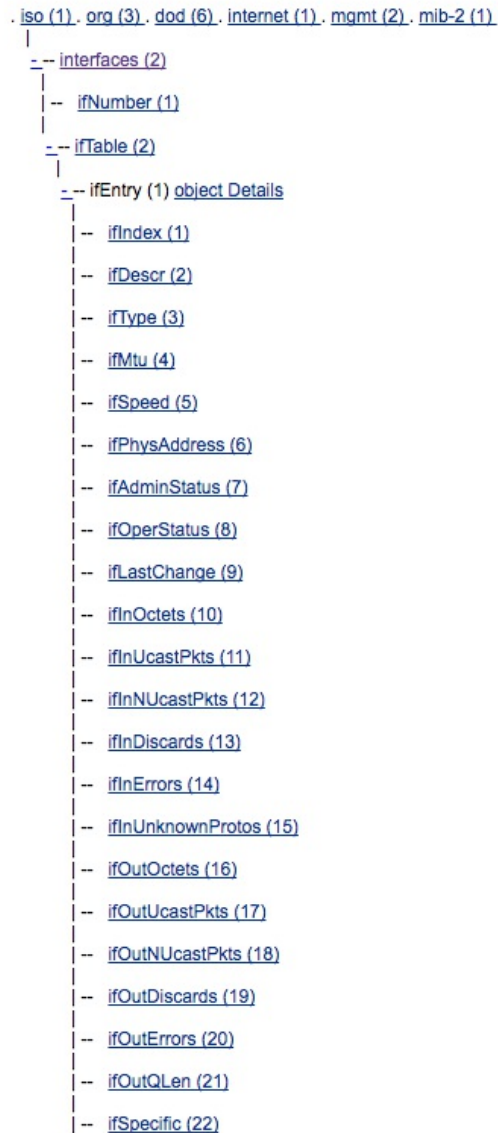 . iso (1) . org (3) . dod (6) . internet (1) . mgmt (2) . mib-2 (1)
- -- interfaces (2)
-- ifNumber (1)
- -- ifTable (2)
- -- ifEntry (1) object Details
-- ifIndex (1)
-- ifDescr (2)
-- ifType (3)
-- ifMtu (4)
-- ifSpeed (5)
-- ifPhysAddress (6)
-- ifAdminStatus (7)
-- ifOperStatus (8)
-- ifLastChange (9)
-- ifInOctets (10)
-- ifInUcastPkts (11)
-- ifInNUcastPkts (12)
-- ifInDiscards (13)
-- ifInErrors (14)
-- ifInUnknownProtos (15)
-- ifOutOctets (16)
-- ifOutUcastPkts (17)
-- ifOutNUcastPkts (18)
-- ifOutDiscards (19)
-- ifOutErrors (20)
-- ifOutQLen (21)
-- ifSpecific (22)